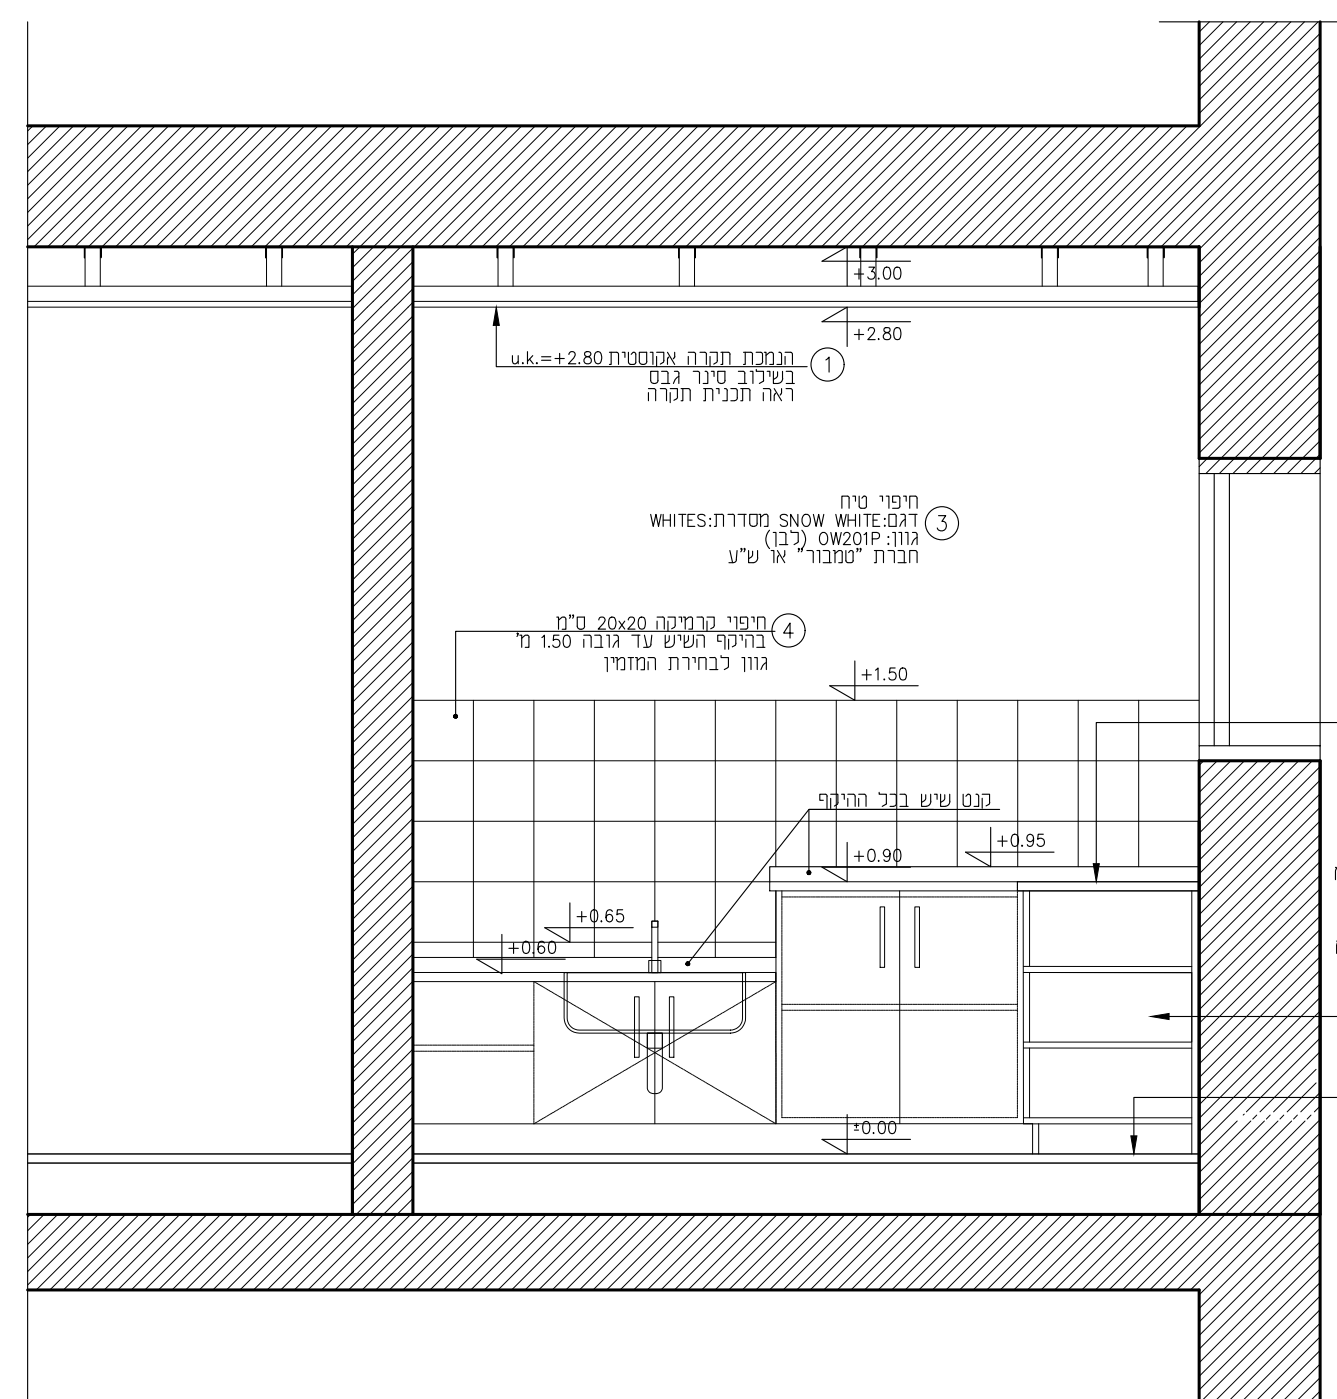 +3.00
+2.80
① הנמכת תקרה אקוסטית u.k.=+2.80
בשילוב סינר גבס
ראה תכנית תקרה
③ חיפוי טיח
דגם:SNOW WHITE מסדרת:WHITES
גוון: OW201P (לבן)
חברת "טמבור" או ש"ע
④ חיפוי קרמיקה 20x20 ס"מ
בהיקף השיש עד גובה 1.50 מ'
גוון לבחירת המזמין
+1.50
קנט שיש בכל ההיקף
+0.95
+0.90
+0.65
+0.60
±0.00